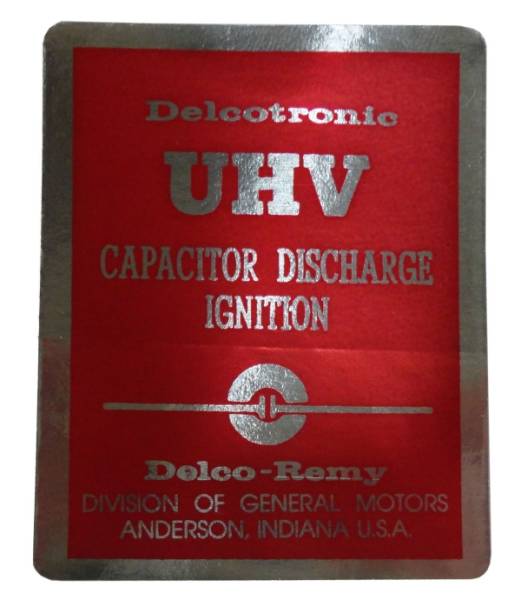 Delcotronic
UHV
CAPACITOR DISCHARGE
IGNITION
Delco-Remy
DIVISION OF GENERAL MOTORS
ANDERSON, INDIANA U.S.A.